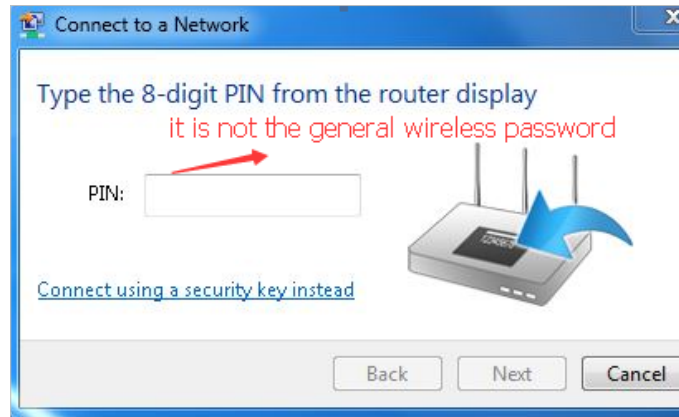 Connect to a Network
Type the 8-digit PIN from the router display
it is not the general wireless password
PIN:
12345670
Connect using a security key instead
Back
Next
Cancel